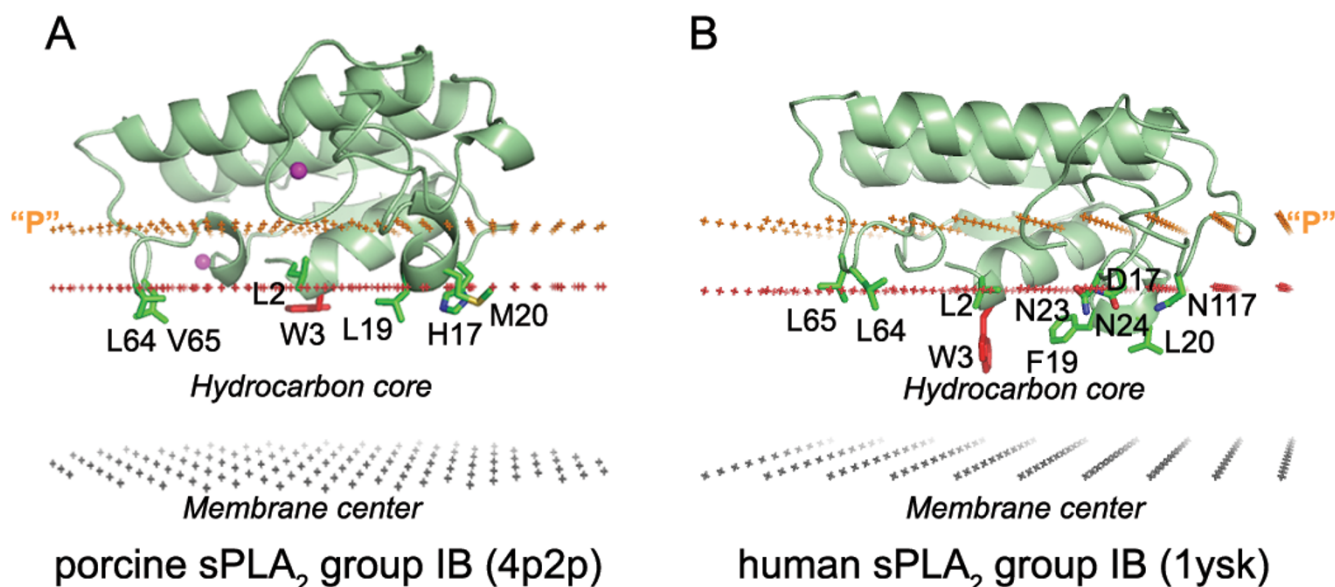 A
B
"P"
"P"
L64
V65
L2
W3
L19
H17
M20
L65
L64
L2
W3
N23
D17
N24
F19
N117
L20
Hydrocarbon core
Hydrocarbon core
Membrane center
Membrane center
porcine sPLA₂ group IB (4p2p)
human sPLA₂ group IB (1ysk)